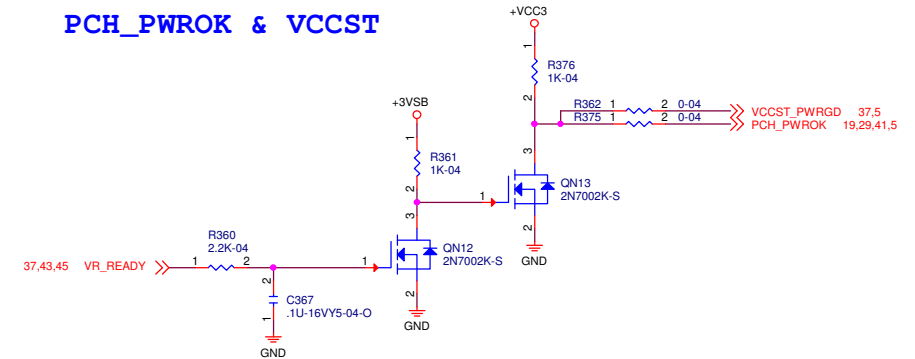 PCH_PWROK & VCCST
+VCC3
1
R376
1K-04
2
R362 1 2 0-04
VCCST_PWRGD 37,5
R375 1 2 0-04
PCH_PWROK 19,29,41,5
+3VSB
1
R361
1K-04
2
3
QN13
2N7002K-S
1
2
GND
3
QN12
2N7002K-S
R360
2.2K-04
37,43,45 VR_READY 1 2 1
2
C367
.1U-16VY5-04-O
1
GND
2
GND